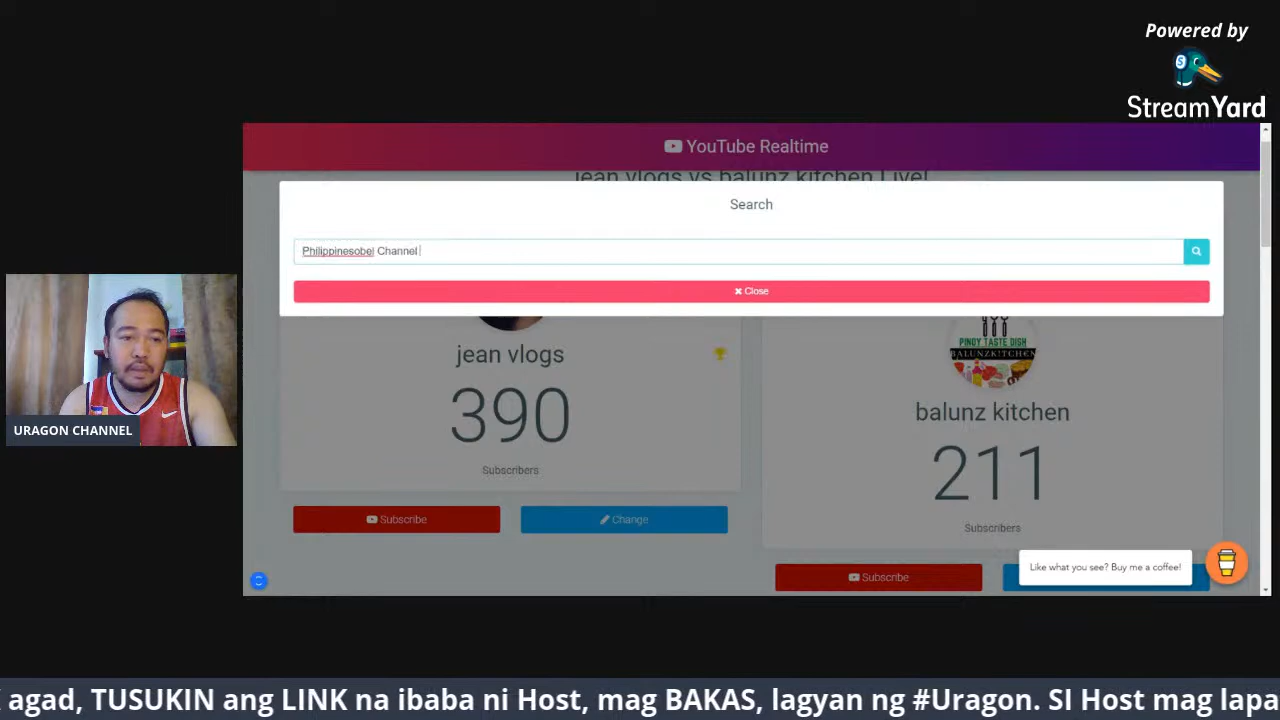 Powered by
StreamYard
YouTube Realtime
jean vlogs vs balunz kitchen Live!
Search
Philippinesobel Channel
Close
PINOY TASTE DISH
BALUNZKITCHEN
jean vlogs
390
Subscribers
Subscribe
Change
balunz kitchen
211
Subscribers
Subscribe
Like what you see? Buy me a coffee!
URAGON CHANNEL
agad, TUSUKIN ang LINK na ibaba ni Host, mag BAKAS, lagyan ng #Uragon. SI Host mag lapa